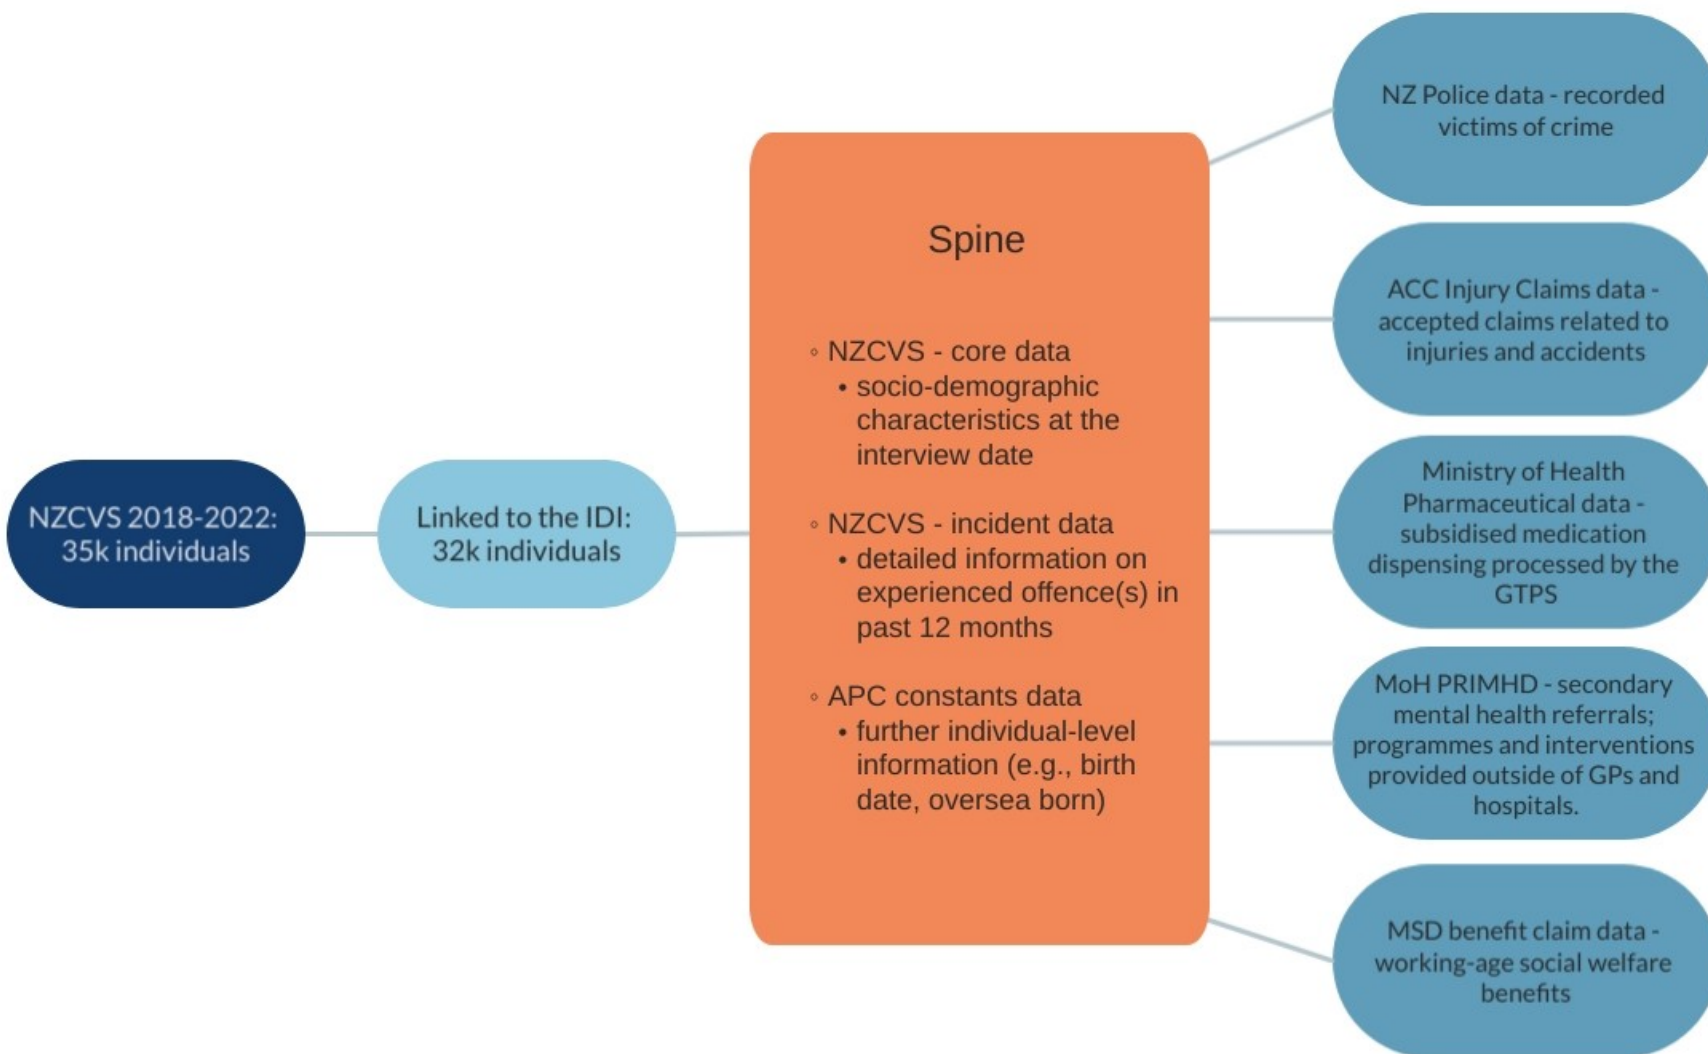 NZCVS 2018-2022:
35k individuals
Linked to the IDI:
32k individuals
Spine
◦ NZCVS - core data
• socio-demographic
characteristics at the
interview date
◦ NZCVS - incident data
• detailed information on
experienced offence(s) in
past 12 months
◦ APC constants data
• further individual-level
information (e.g., birth
date, oversea born)
NZ Police data - recorded
victims of crime
ACC Injury Claims data -
accepted claims related to
injuries and accidents
Ministry of Health
Pharmaceutical data -
subsidised medication
dispensing processed by the
GTPS
MoH PRIMHD - secondary
mental health referrals;
programmes and interventions
provided outside of GPs and
hospitals.
MSD benefit claim data -
working-age social welfare
benefits